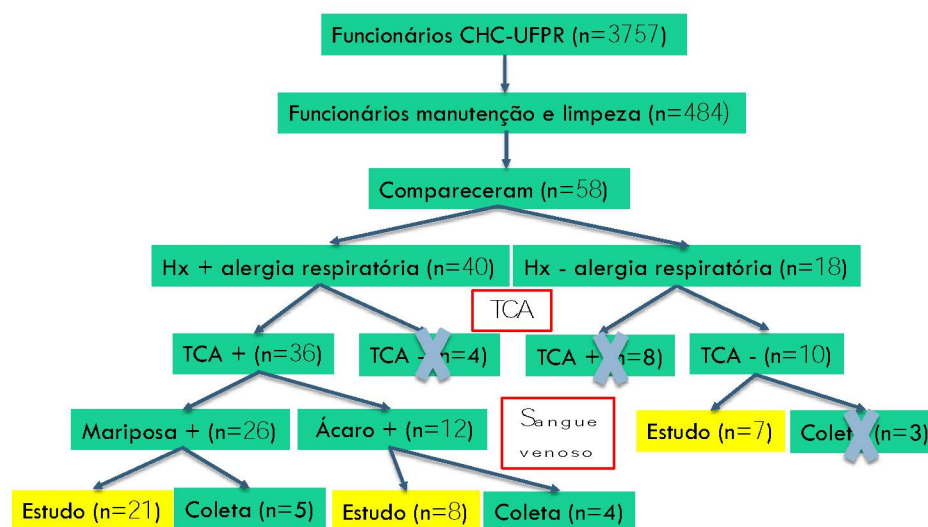 Funcionários CHC-UFPR (n=3757)
Funcionários manutenção e limpeza (n=484)
Compareceram (n=58)
Hx + alergia respiratória (n=40)
Hx - alergia respiratória (n=18)
TCA
TCA + (n=36)
TCA - (n=4)
TCA + (n=8)
TCA - (n=10)
Mariposa + (n=26)
Ácaro + (n=12)
Sangue
venoso
Estudo (n=7)
Coleta (n=3)
Estudo (n=21)
Coleta (n=5)
Estudo (n=8)
Coleta (n=4)